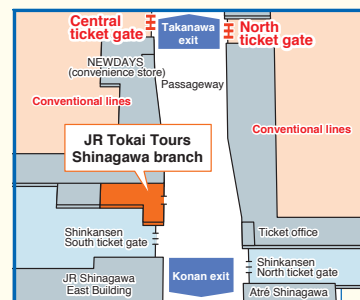 Central
ticket gate
Takanawa
exit
North
ticket gate
NEWDAYS
(convenience store)
Passageway
Conventional lines
Conventional lines
JR Tokai Tours
Shinagawa branch
Shinkansen
South ticket gate
Ticket office
Shinkansen
North ticket gate
JR Shinagawa
East Building
Konan exit
Atré Shinagawa